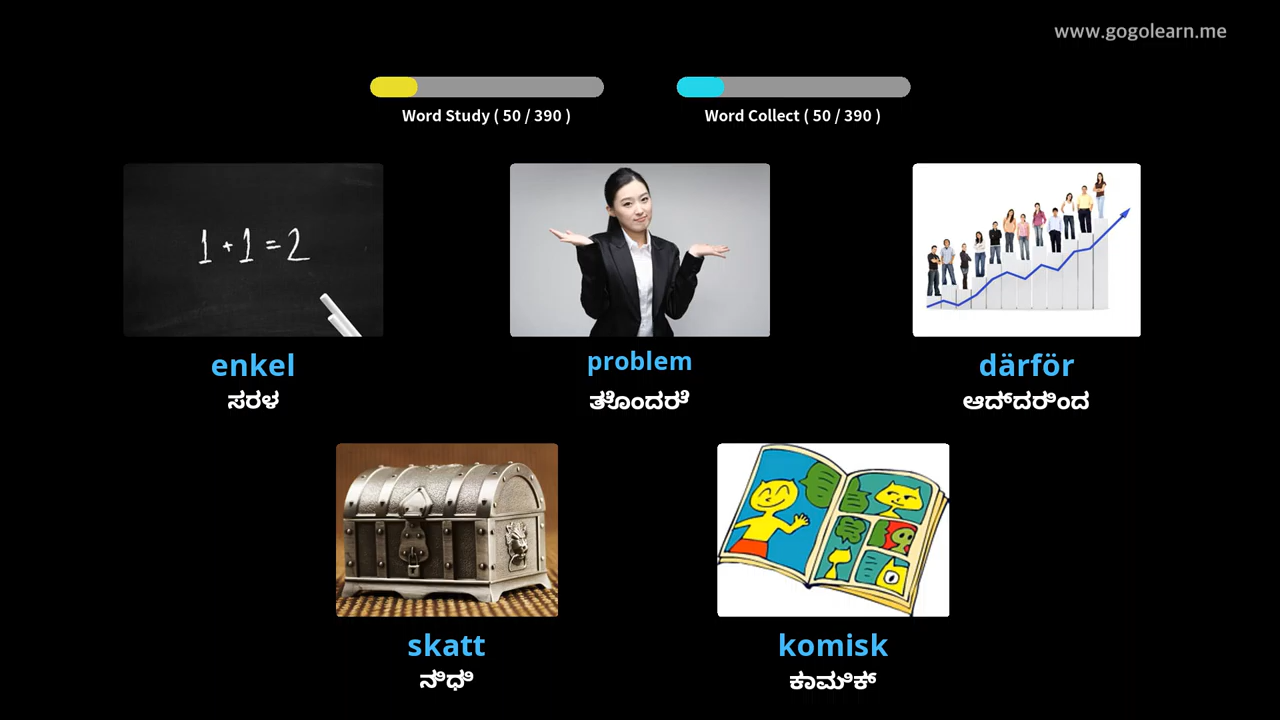 www.gogolearn.me
Word Study ( 50 / 390 )
Word Collect ( 50 / 390 )
1 + 1 = 2
enkel
problem
därför
ಸರಳ
ತೊಂದರೆ
ಆದ್ದರಿಂದ
skatt
komisk
ನಿಧಿ
ಕಾಮಿಕ್